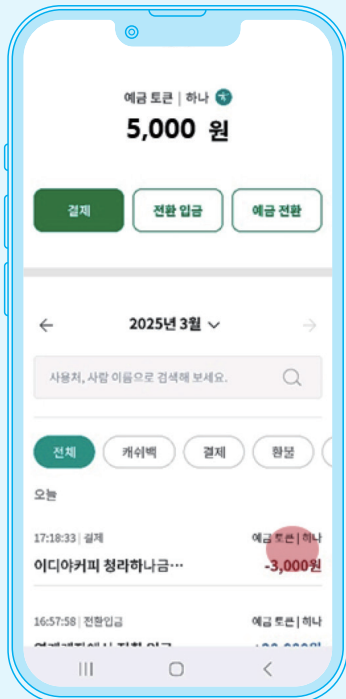 예금 토큰 | 하나
5,000 원
결제 전환 입금 예금 전환
2025년 3월
사용처, 사람 이름으로 검색해 보세요.
전체 캐쉬백 결제 환불
오늘
17:18:33 | 결제 예금 토큰 | 하나
이디야커피 청라하나금··· -3,000원
16:57:58 | 전환입금 예금 토큰 | 하나